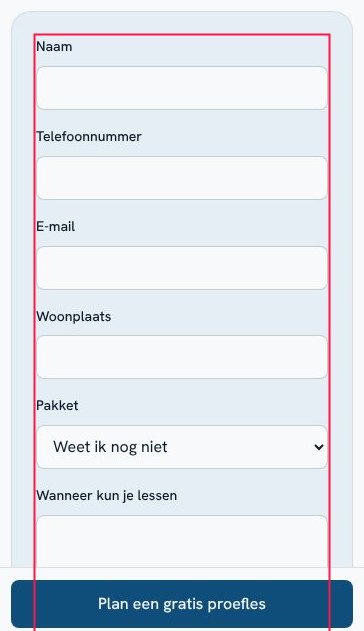 Naam
Telefoonnummer
E-mail
Woonplaats
Pakket
Weet ik nog niet
Wanneer kun je lessen
Plan een gratis proefles